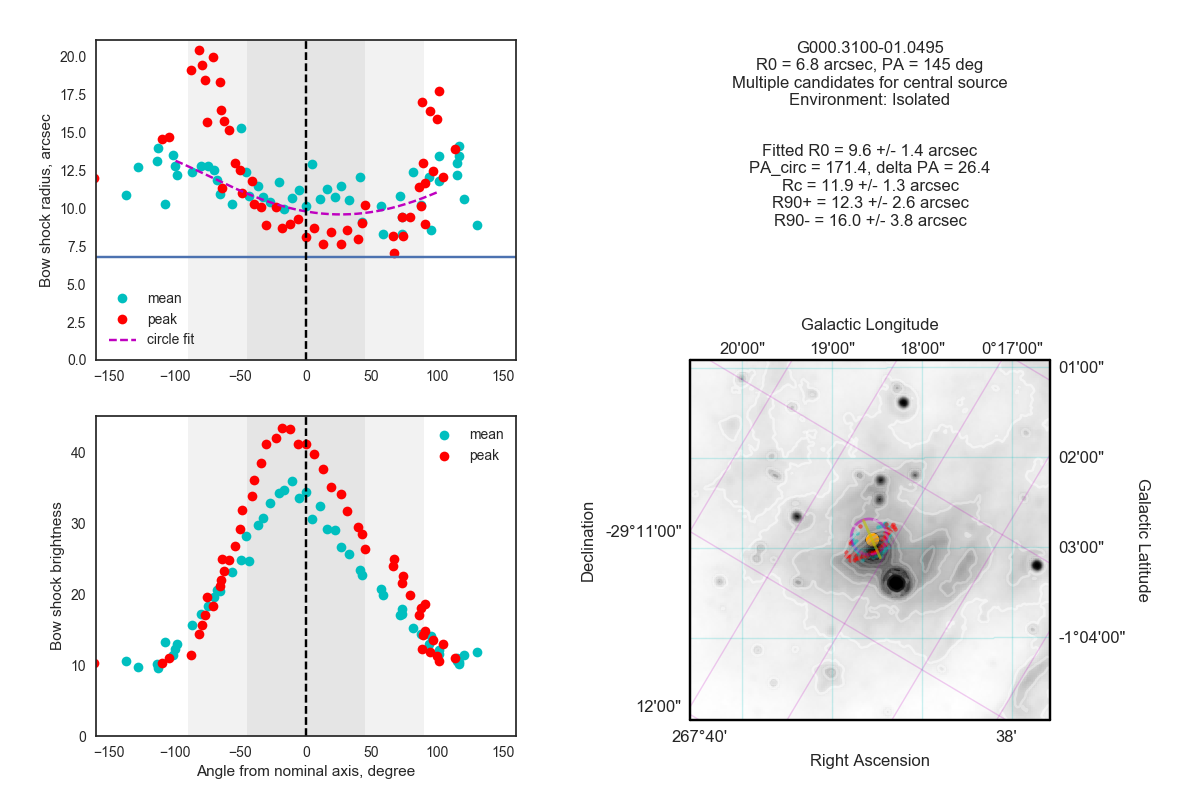 G000.3100-01.0495
R0 = 6.8 arcsec, PA = 145 deg
Multiple candidates for central source
Environment: Isolated
Fitted R0 = 9.6 +/- 1.4 arcsec
PA_circ = 171.4, delta PA = 26.4
Rc = 11.9 +/- 1.3 arcsec
R90+ = 12.3 +/- 2.6 arcsec
R90- = 16.0 +/- 3.8 arcsec
Bow shock radius, arcsec
20.0
17.5
15.0
12.5
10.0
7.5
5.0
2.5
0.0
mean
peak
circle fit
−150 −100 −50 0 50 100 150
Bow shock brightness
40
30
20
10
0
mean
peak
−150 −100 −50 0 50 100 150
Angle from nominal axis, degree
Galactic Longitude
20'00" 19'00" 18'00" 0°17'00"
01'00"
02'00"
03'00"
-1°04'00"
Galactic Latitude
Declination
-29°11'00"
12'00"
267°40' 38'
Right Ascension